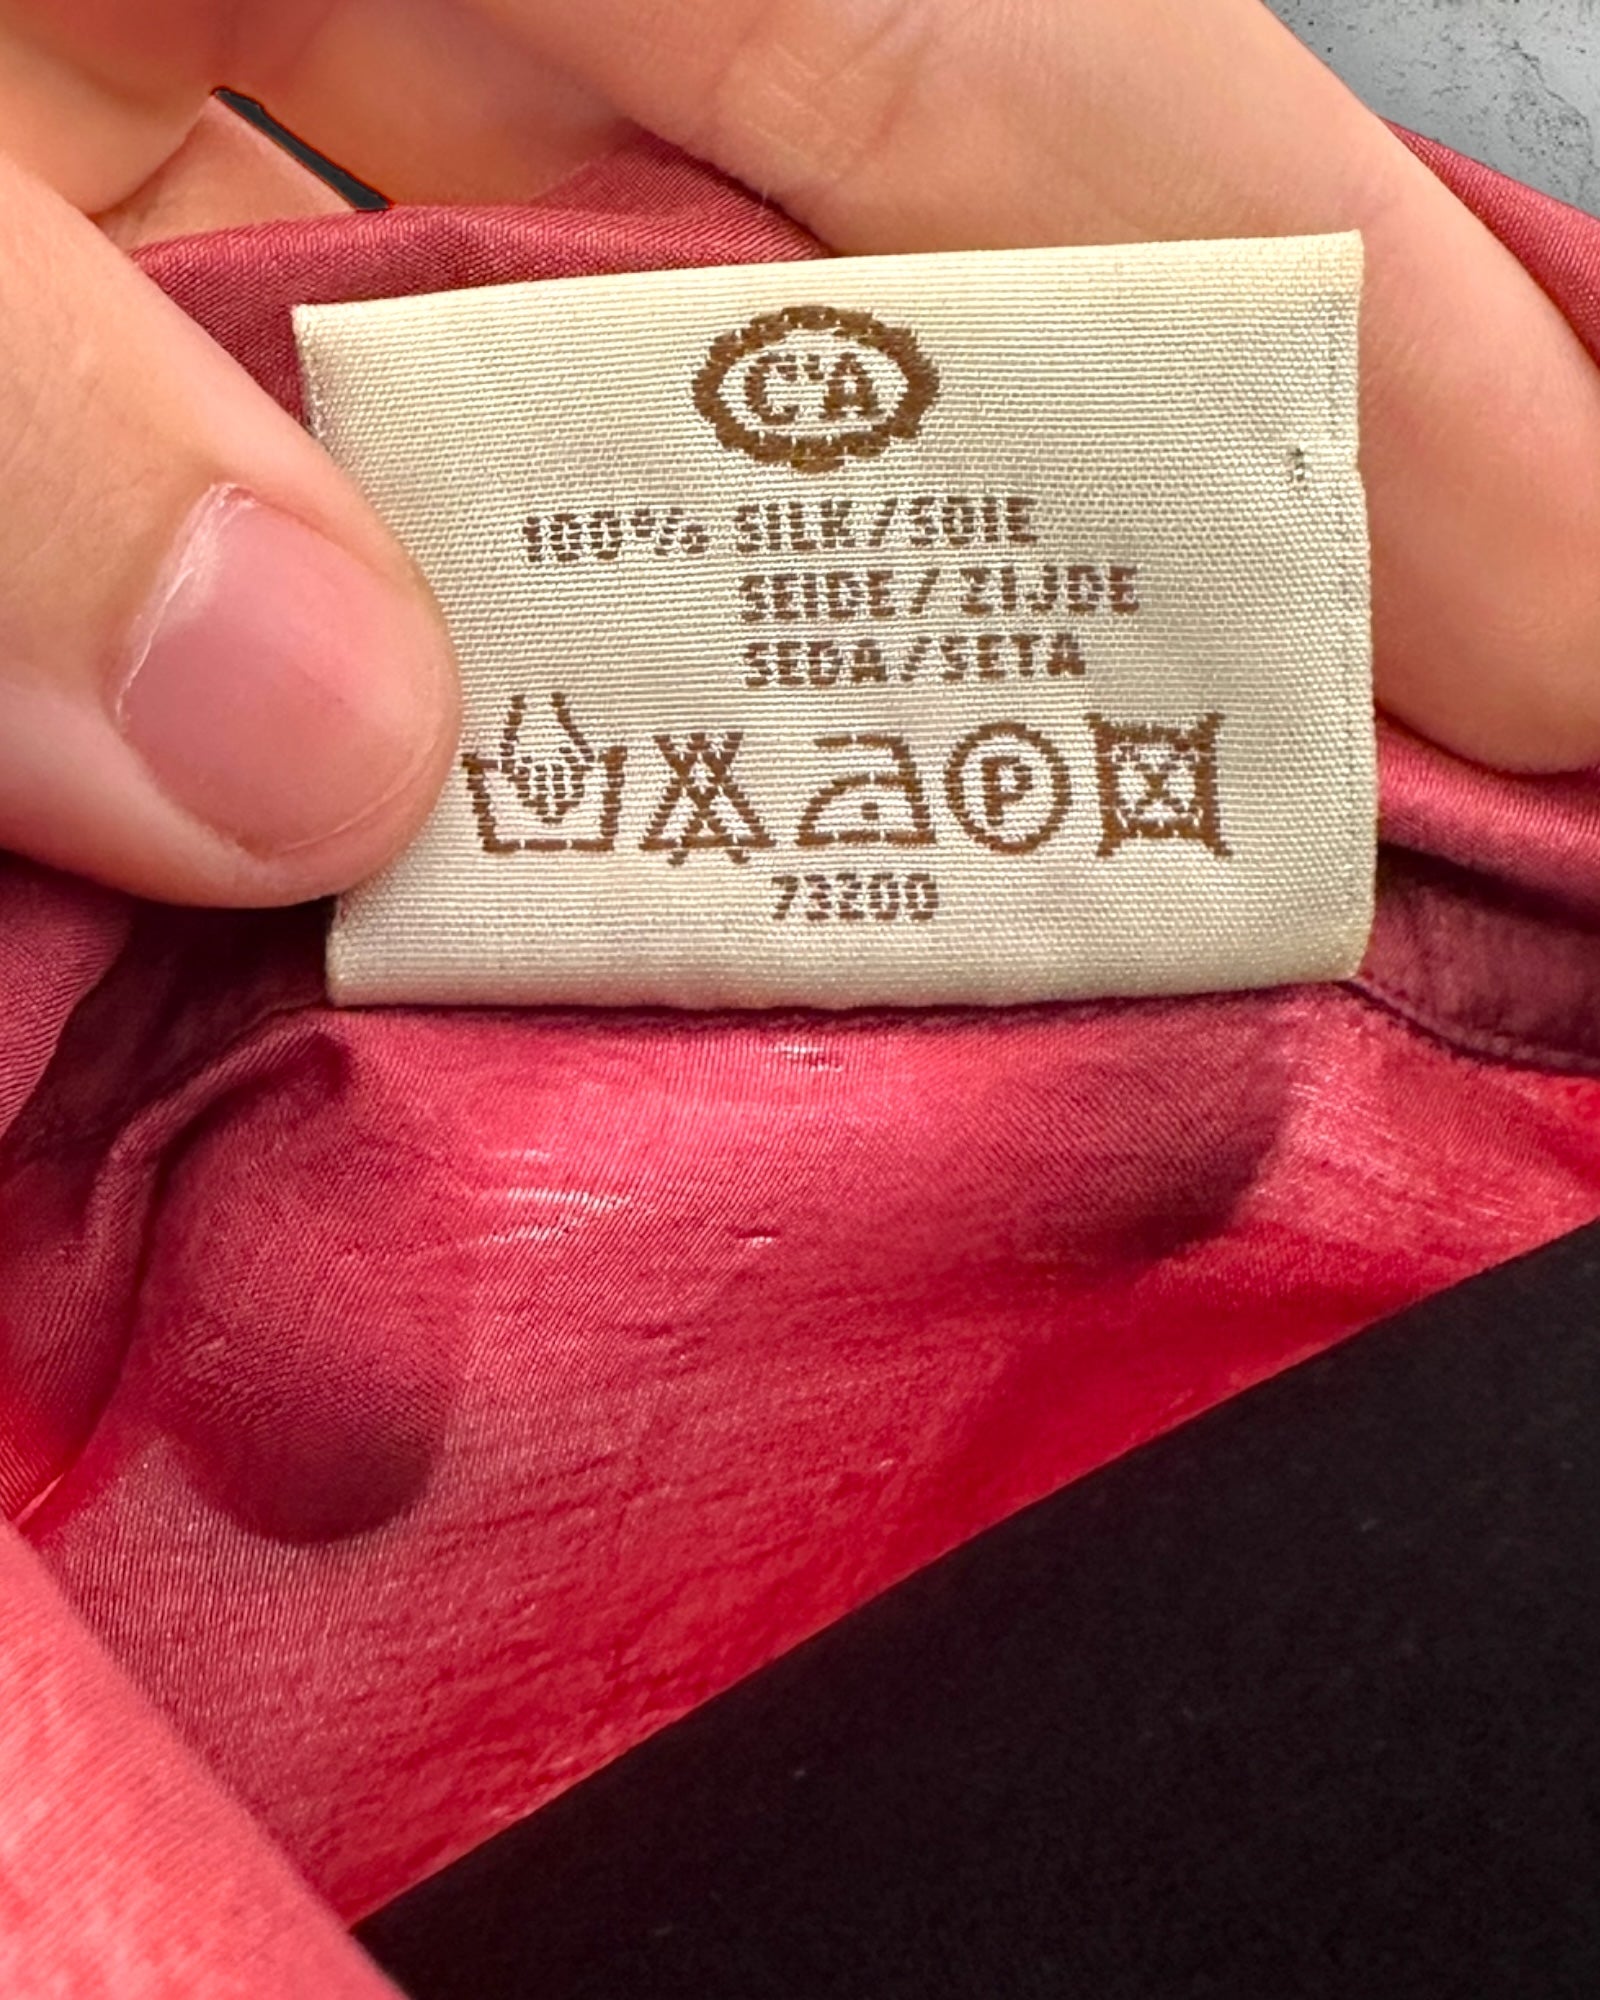 C&A
100% SILK/SOIE
SEIDE/ZIJDE
SEDA/SETA
P
73200